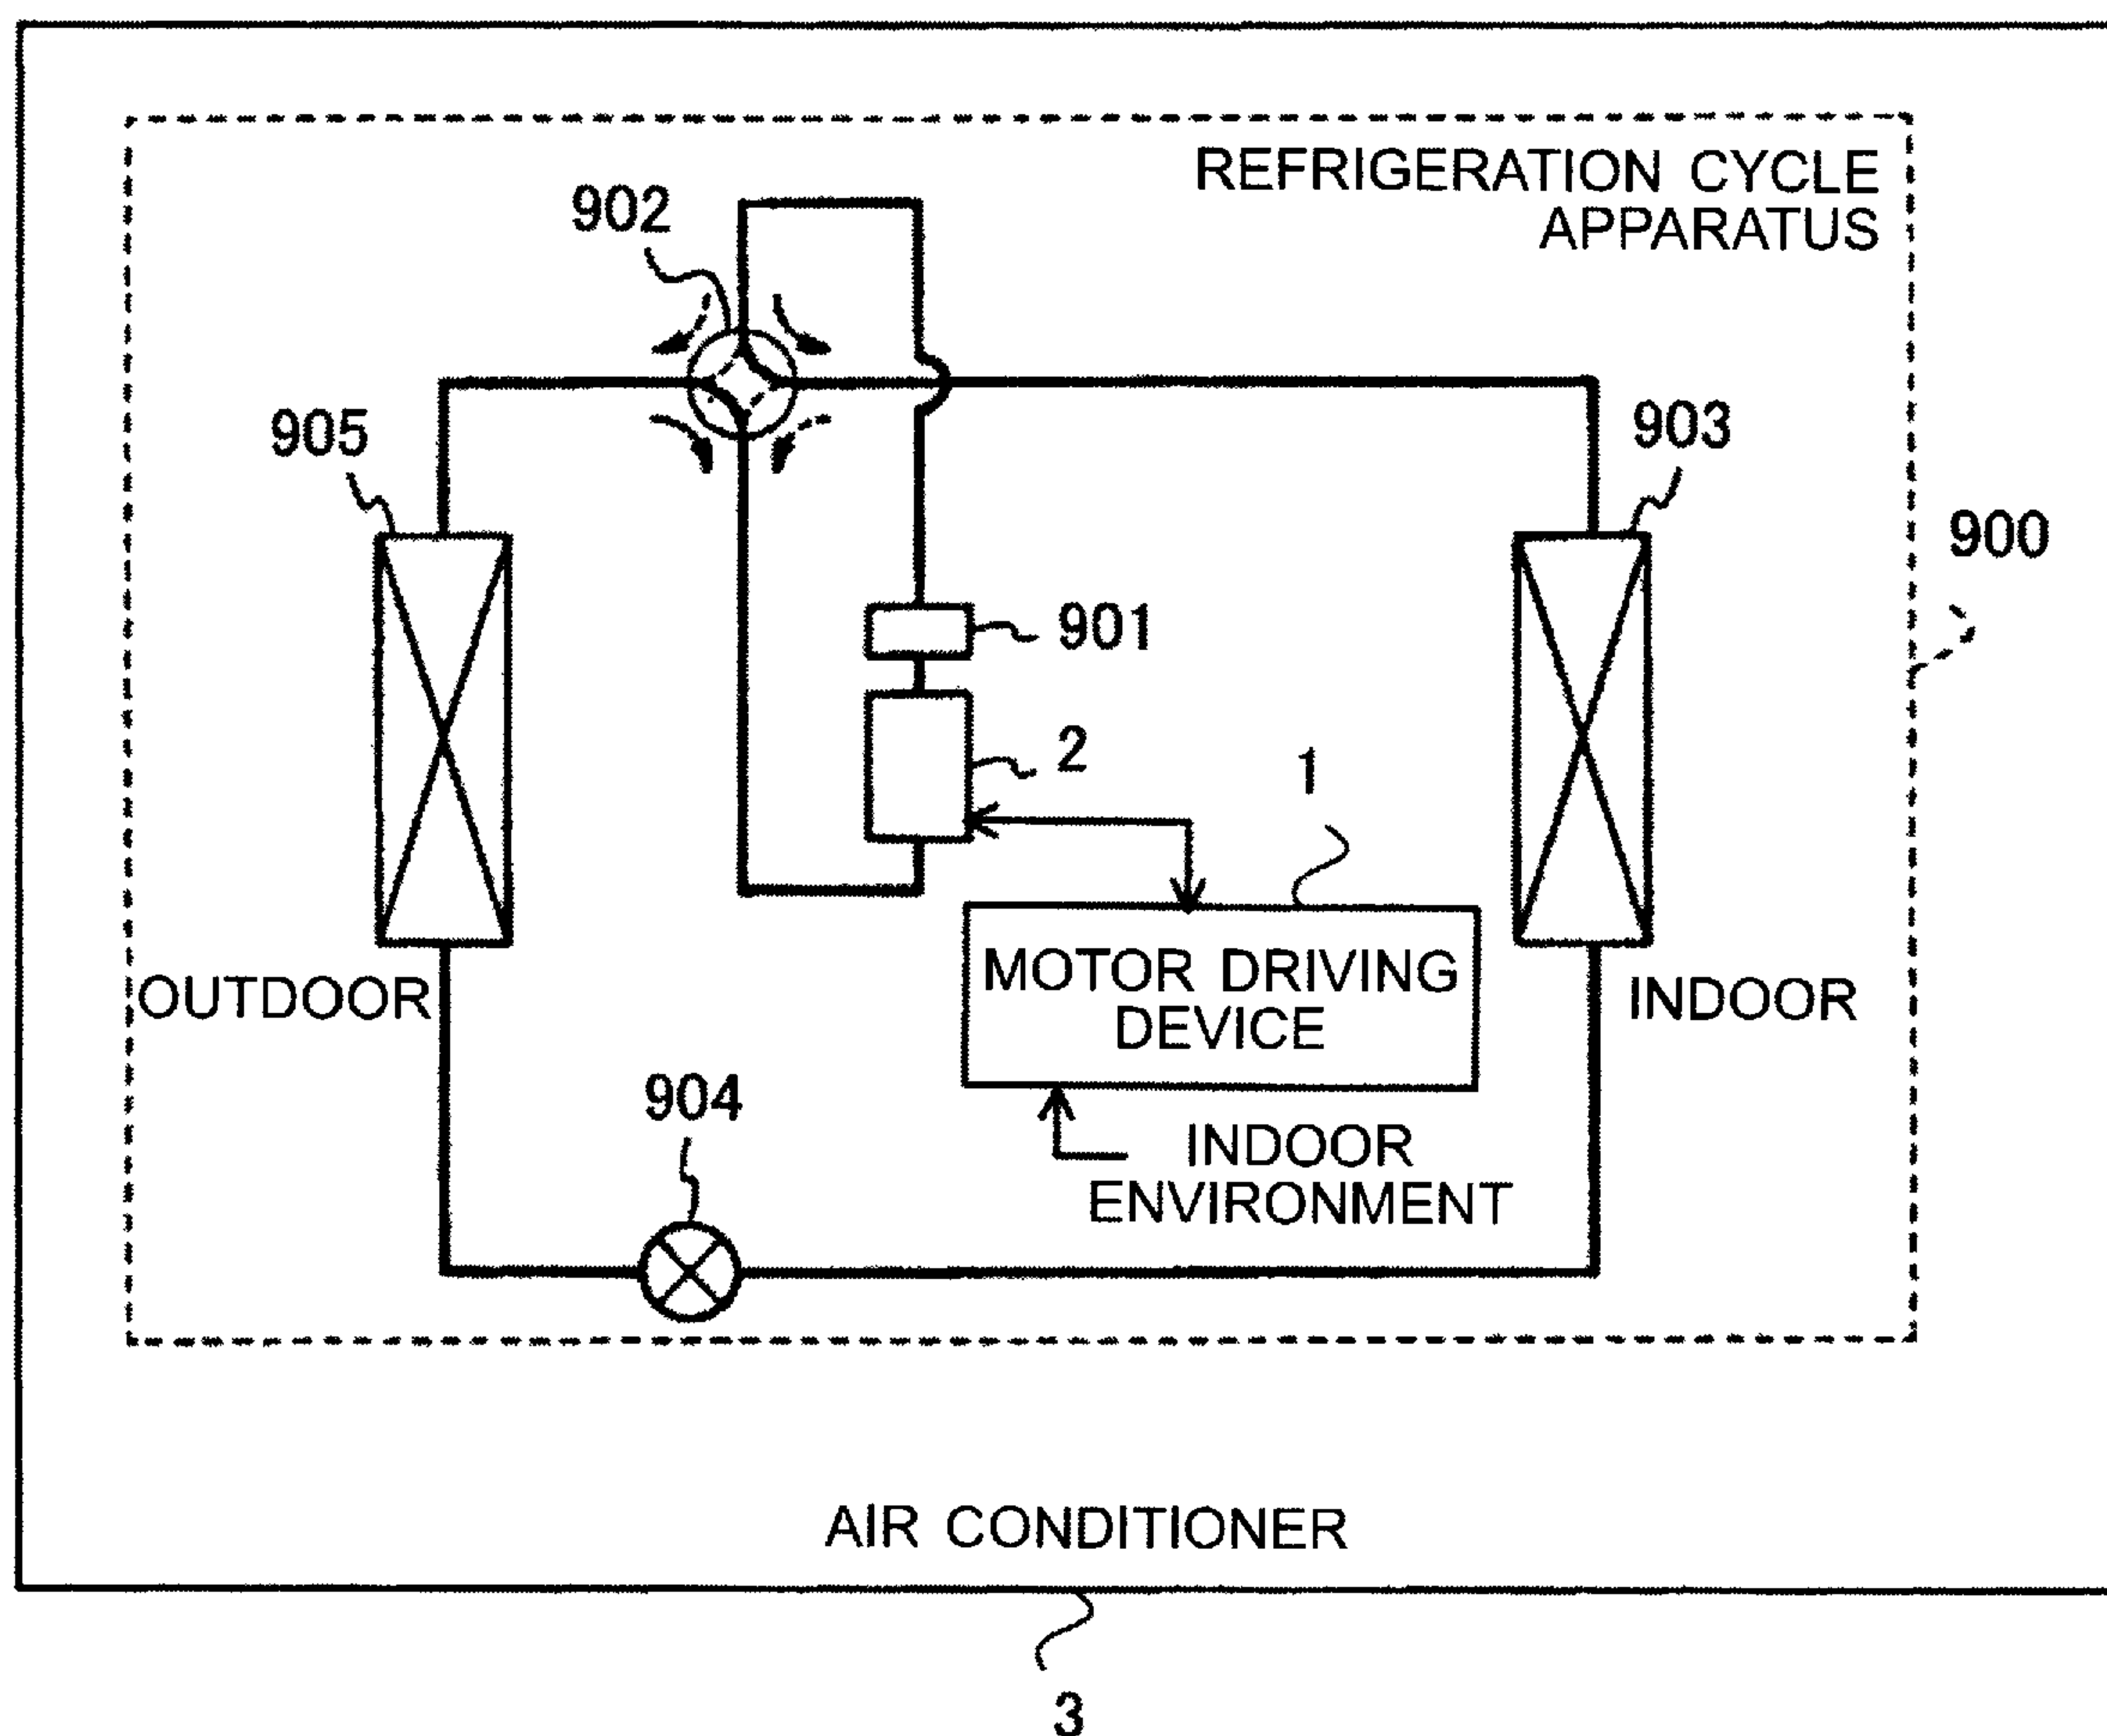 REFRIGERATION CYCLE
APPARATUS
902
905
903
900
901
2
1
MOTOR DRIVING
DEVICE
OUTDOOR
INDOOR
904
INDOOR
ENVIRONMENT
AIR CONDITIONER
3